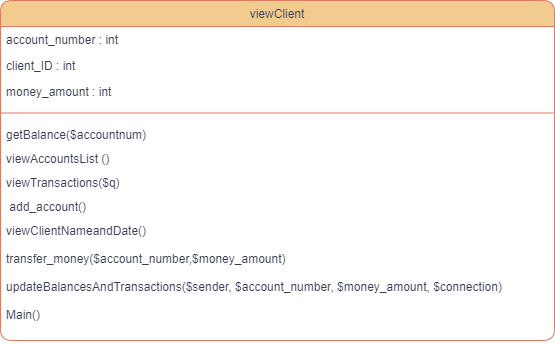 viewClient
account_number : int
client_ID : int
money_amount : int
getBalance($accountnum)
viewAccountsList ()
viewTransactions($q)
add_account()
viewClientNameandDate()
transfer_money($account_number,$money_amount)
updateBalancesAndTransactions($sender, $account_number, $money_amount, $connection)
Main()